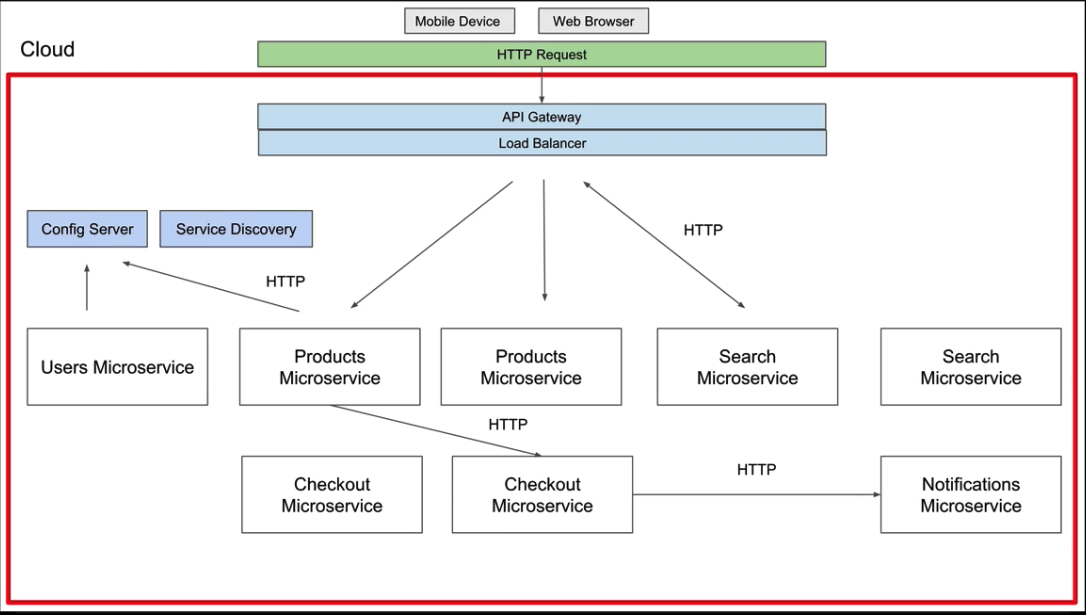 Mobile Device
Web Browser
Cloud
HTTP Request
API Gateway
Load Balancer
Config Server
Service Discovery
HTTP
HTTP
Users Microservice
Products
Microservice
Products
Microservice
Search
Microservice
Search
Microservice
HTTP
Checkout
Microservice
Checkout
Microservice
HTTP
Notifications
Microservice